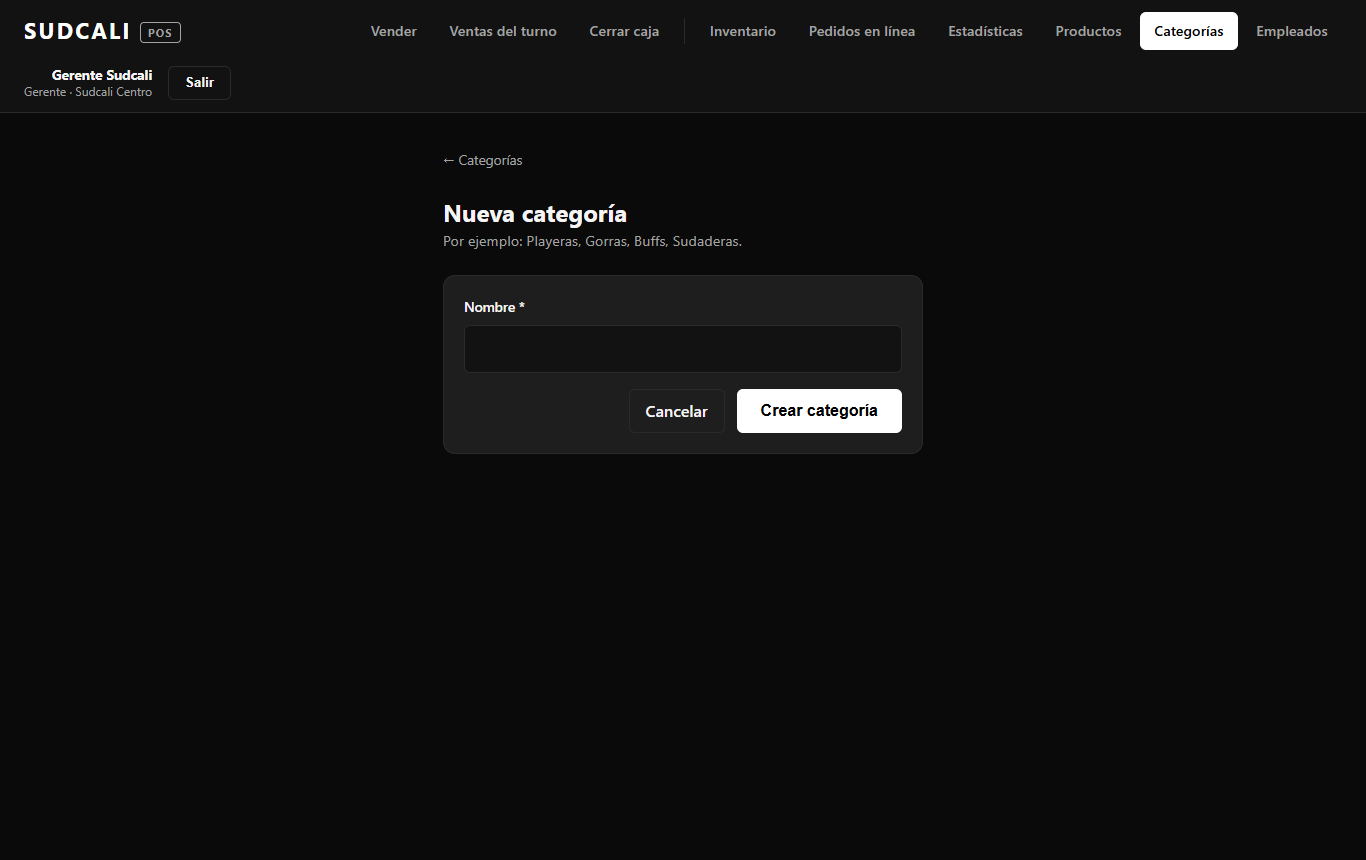 SUDCALI POS
Vender Ventas del turno Cerrar caja Inventario Pedidos en línea Estadísticas Productos Categorías Empleados
Gerente Sudcali
Gerente · Sudcali Centro
Salir
← Categorías
Nueva categoría
Por ejemplo: Playeras, Gorras, Buffs, Sudaderas.
Nombre *
Cancelar Crear categoría